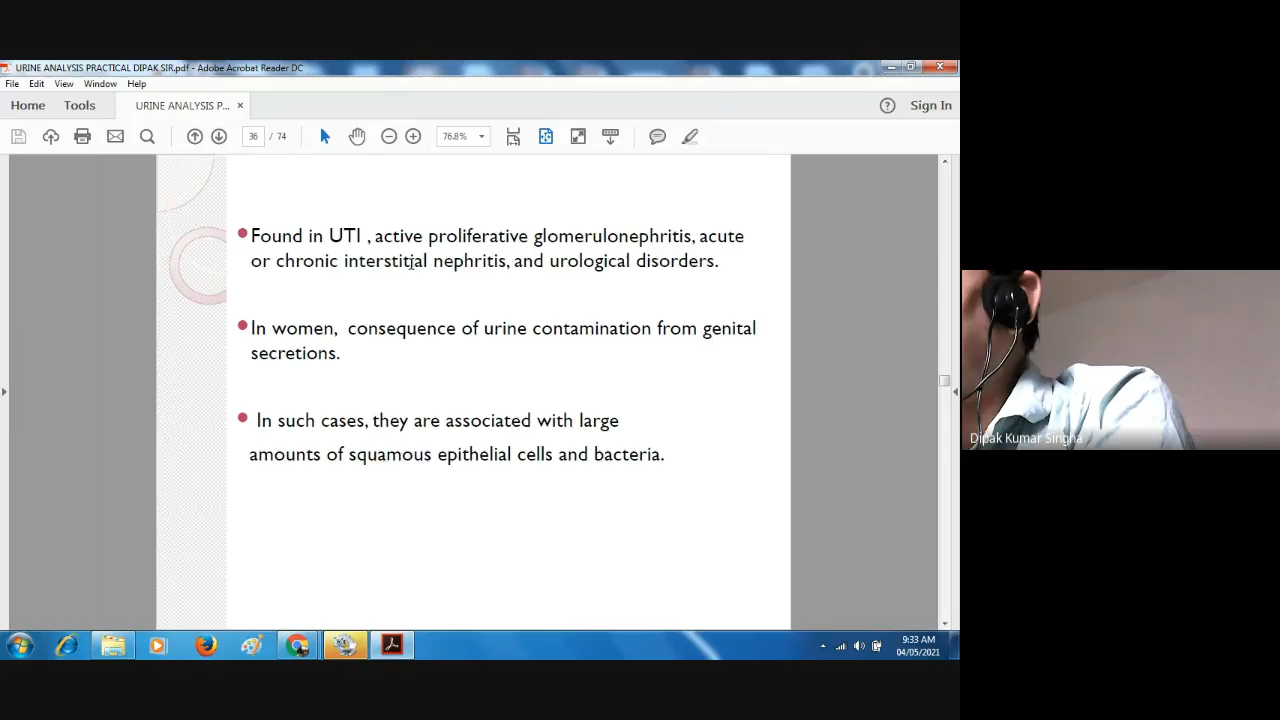 URINE ANALYSIS PRACTICAL DIPAK SIR.pdf - Adobe Acrobat Reader DC
File Edit View Window Help
Home Tools URINE ANALYSIS P... × Sign In
36 / 74 76.8%
Found in UTI , active proliferative glomerulonephritis, acute
or chronic interstitial nephritis, and urological disorders.
In women, consequence of urine contamination from genital
secretions.
In such cases, they are associated with large
amounts of squamous epithelial cells and bacteria.
Dipak Kumar Singha
9:33 AM
04/05/2021